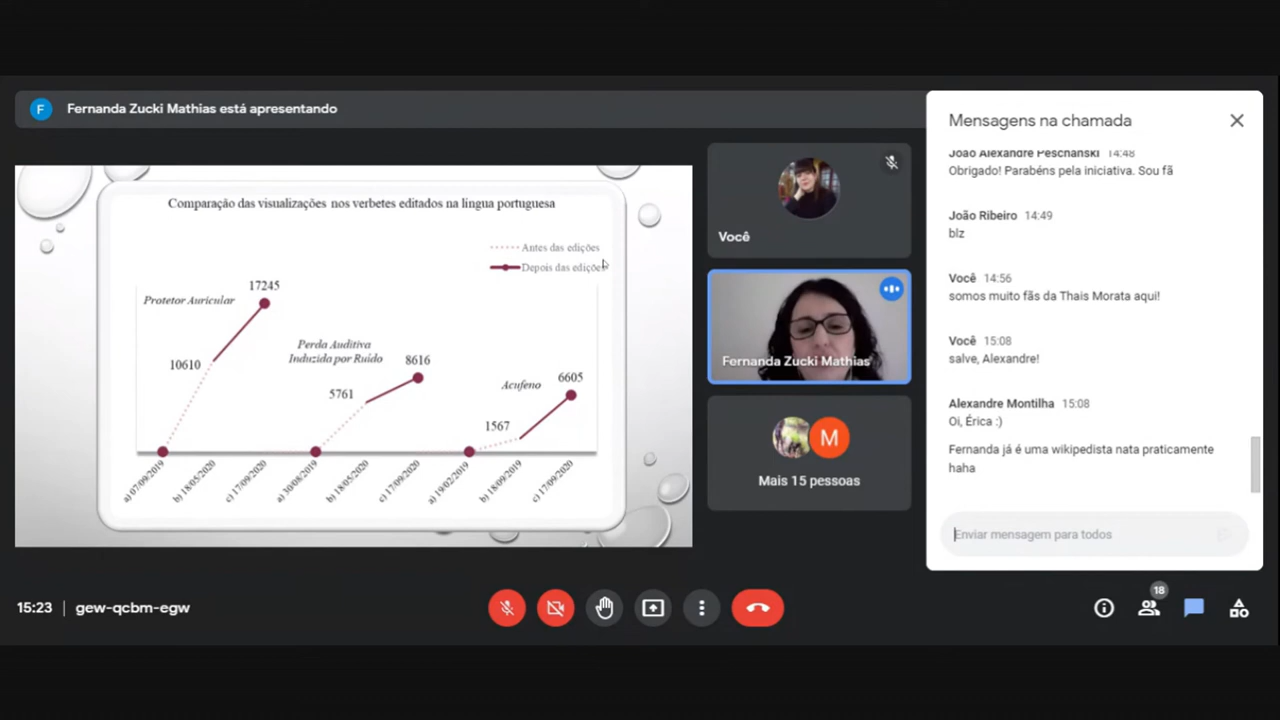 F
Fernanda Zucki Mathias está apresentando
Comparação das visualizações nos verbetes editados na língua portuguesa
Antes das edições
Depois das edições
Protetor Auricular
17245
10610
Perda Auditiva
Induzida por Ruído
8616
5761
Acufeno
6605
1567
a) 07/09/2019
b) 18/05/2020
c) 17/09/2020
a) 30/08/2019
b) 18/05/2020
c) 17/09/2020
a) 19/02/2019
b) 18/09/2019
c) 17/09/2020
Você
Fernanda Zucki Mathias
M
Mais 15 pessoas
Mensagens na chamada
João Alexandre Peschanski 14:48
Obrigado! Parabéns pela iniciativa. Sou fã
João Ribeiro 14:49
blz
Você 14:56
somos muito fãs da Thais Morata aqui!
Você 15:08
salve, Alexandre!
Alexandre Montilha 15:08
Oi, Érica :)
Fernanda já é uma wikipedista nata praticamente
haha
Enviar mensagem para todos
15:23 | gew-qcbm-egw
18